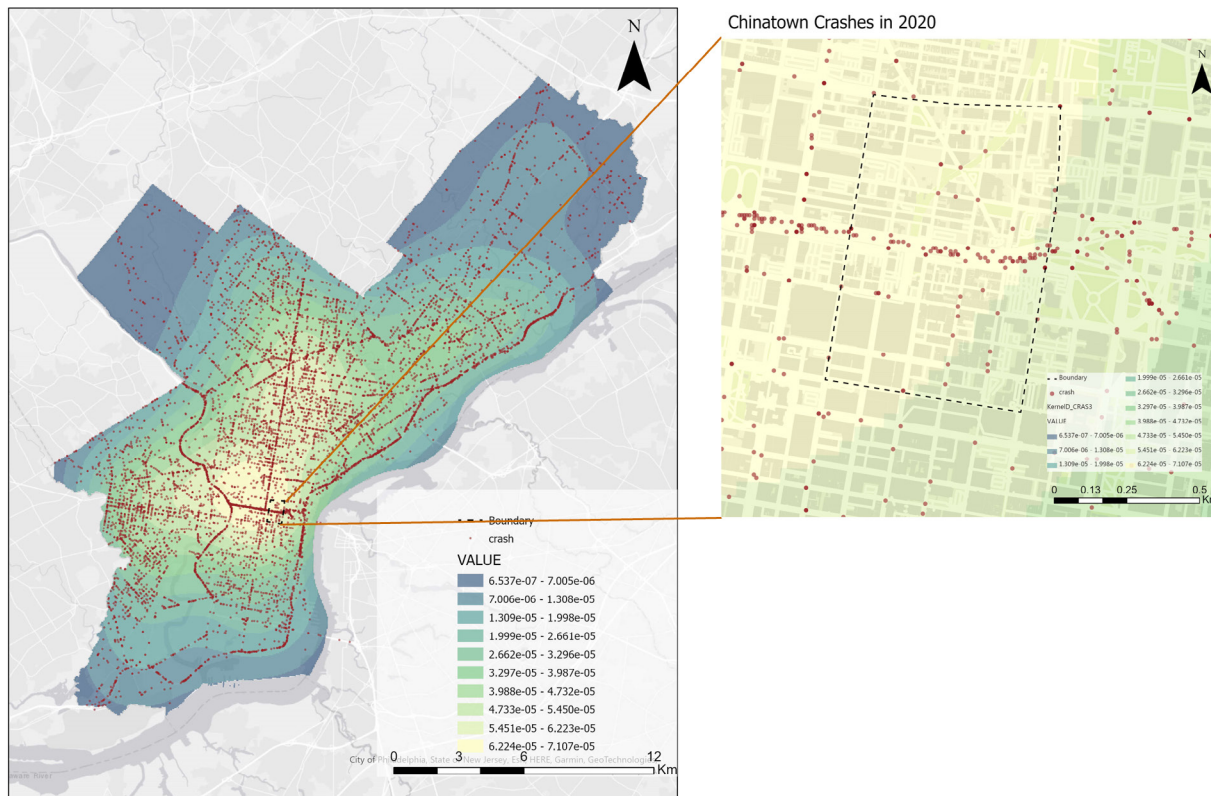 Chinatown Crashes in 2020
N
N
Boundary
crash
VALUE
6.537e-07 - 7.005e-06
7.006e-06 - 1.308e-05
1.309e-05 - 1.998e-05
1.999e-05 - 2.661e-05
2.662e-05 - 3.296e-05
3.297e-05 - 3.987e-05
3.988e-05 - 4.732e-05
4.733e-05 - 5.450e-05
5.451e-05 - 6.223e-05
6.224e-05 - 7.107e-05
0 3 6 12
Km
City of Philadelphia, State of New Jersey, Esri, HERE, Garmin, GeoTechnologies
Boundary
crash
KernelD_CRAS3
VALUE
6.537e-07 - 7.005e-06
7.006e-06 - 1.308e-05
1.309e-05 - 1.998e-05
1.999e-05 - 2.661e-05
2.662e-05 - 3.296e-05
3.297e-05 - 3.987e-05
3.988e-05 - 4.732e-05
4.733e-05 - 5.450e-05
5.451e-05 - 6.223e-05
6.224e-05 - 7.107e-05
0 0.13 0.25 0.5